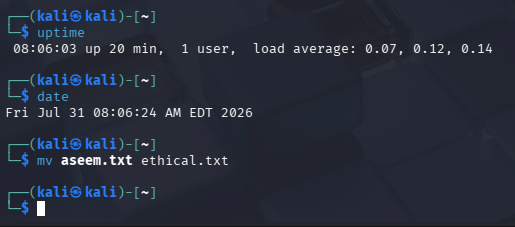 ┌──(kali㉿kali)-[~]
└─$ uptime
 08:06:03 up 20 min,  1 user,  load average: 0.07, 0.12, 0.14
┌──(kali㉿kali)-[~]
└─$ date
Fri Jul 31 08:06:24 AM EDT 2026
┌──(kali㉿kali)-[~]
└─$ mv aseem.txt ethical.txt
┌──(kali㉿kali)-[~]
└─$